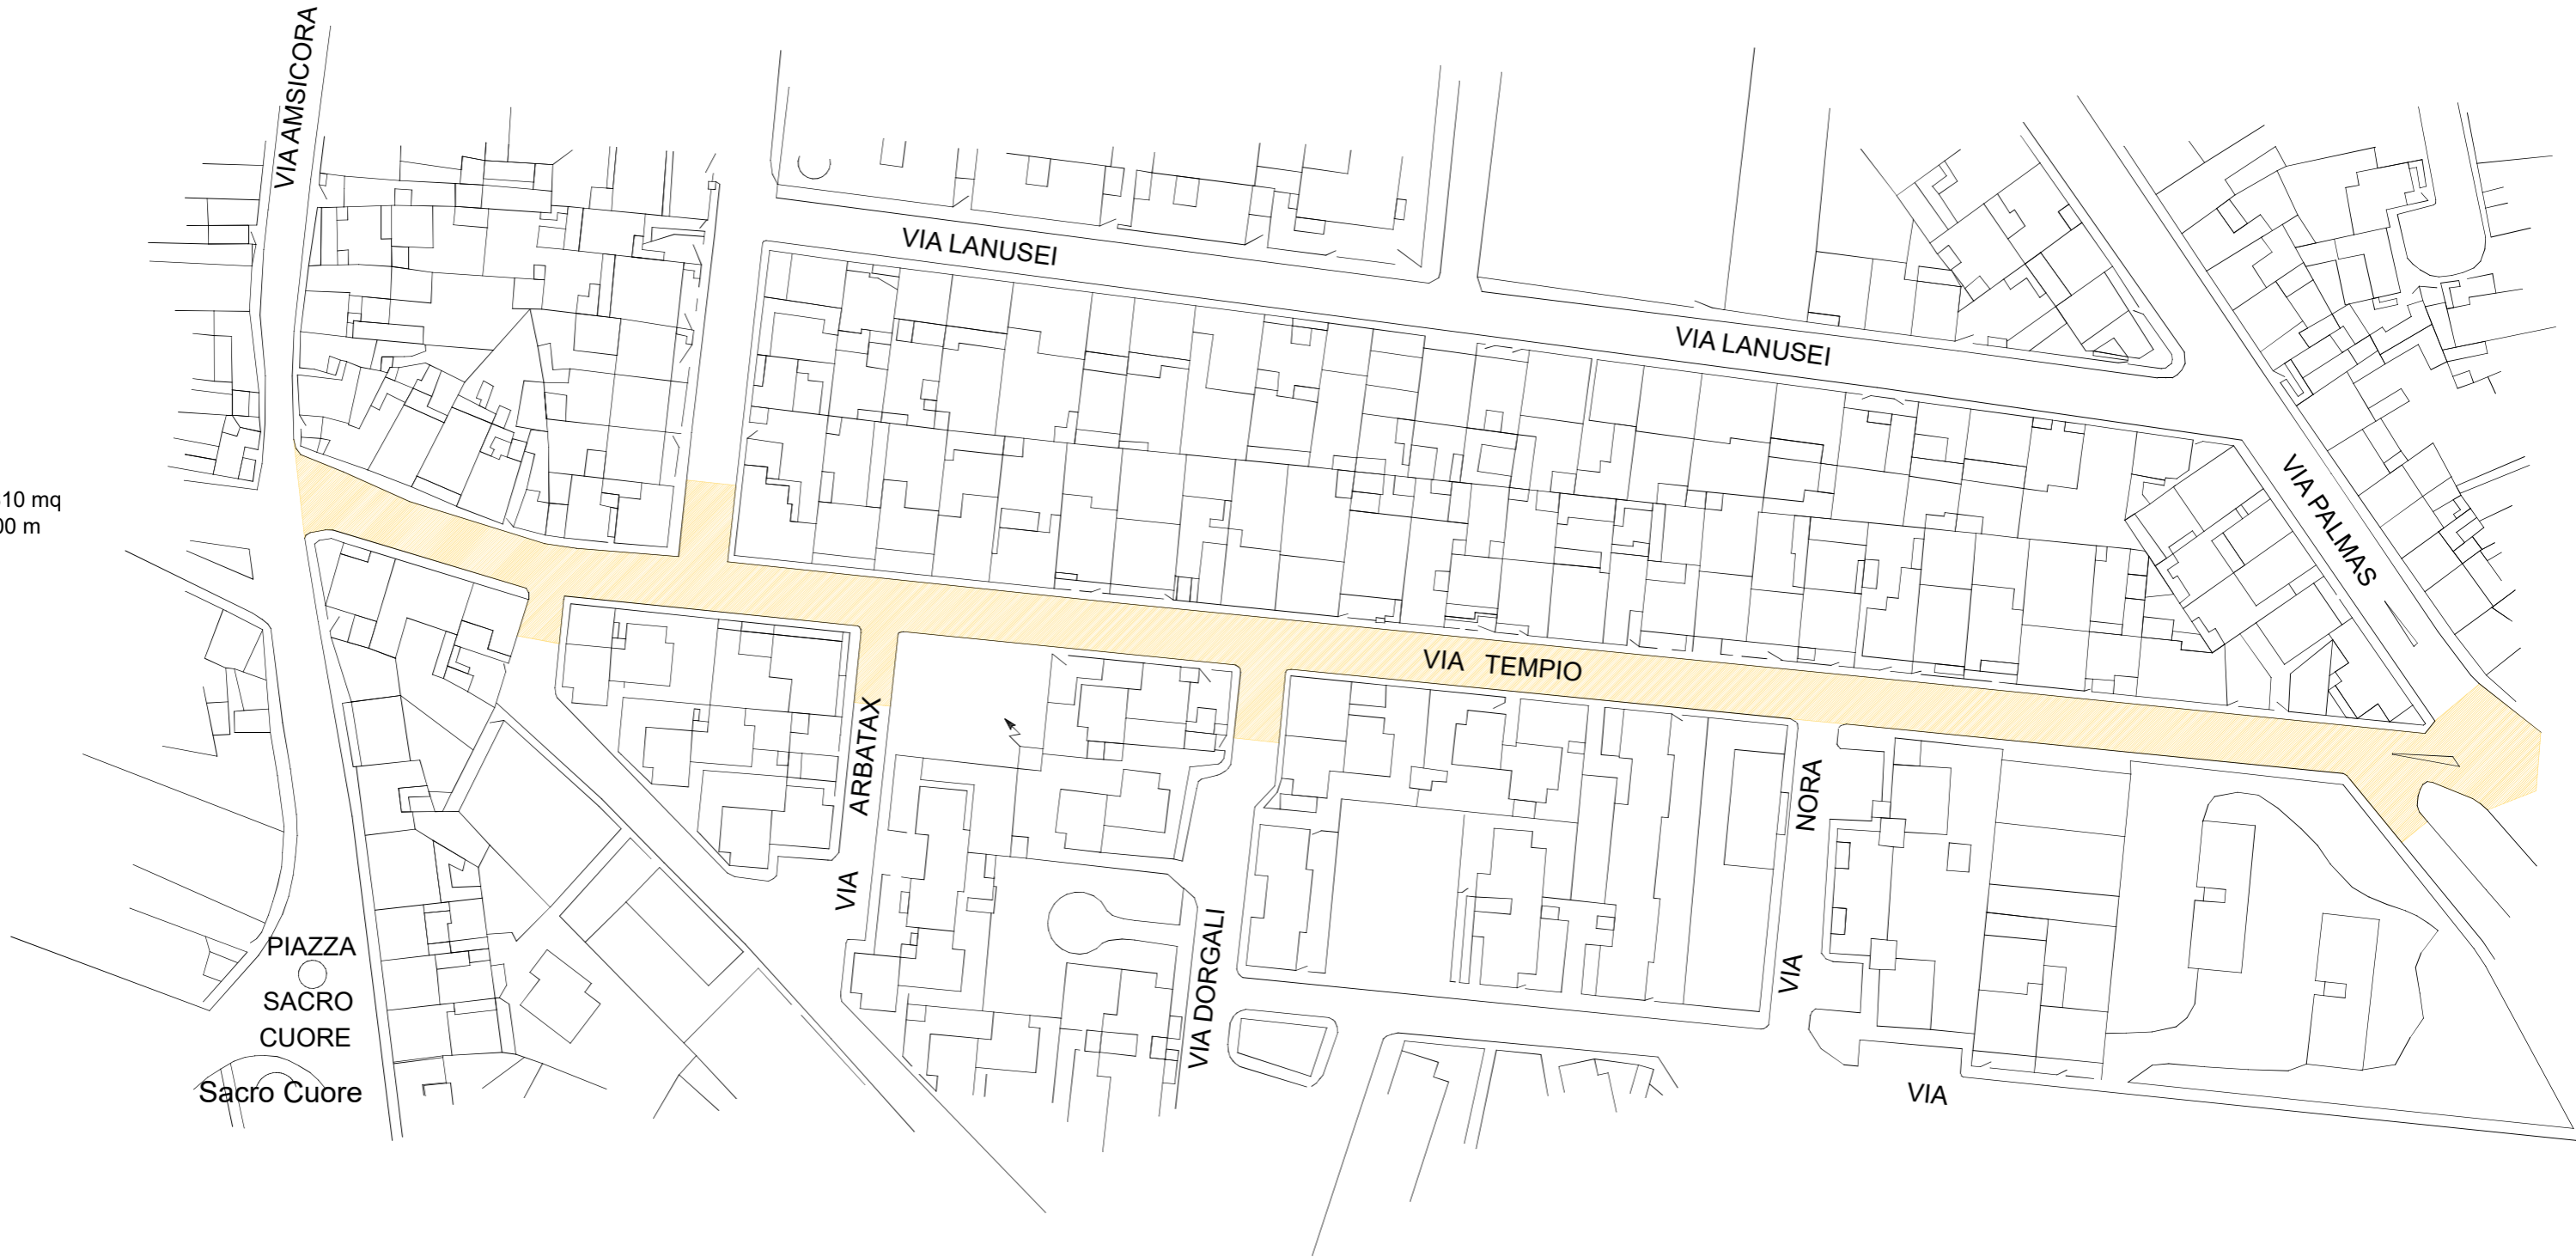 VIA AMSICORA
VIA LANUSEI
VIA LANUSEI
VIA PALMAS
10 mq
00 m
VIA TEMPIO
VIA ARBATAX
VIA NORA
VIA DORGALI
PIAZZA
SACRO
CUORE
Sacro Cuore
VIA